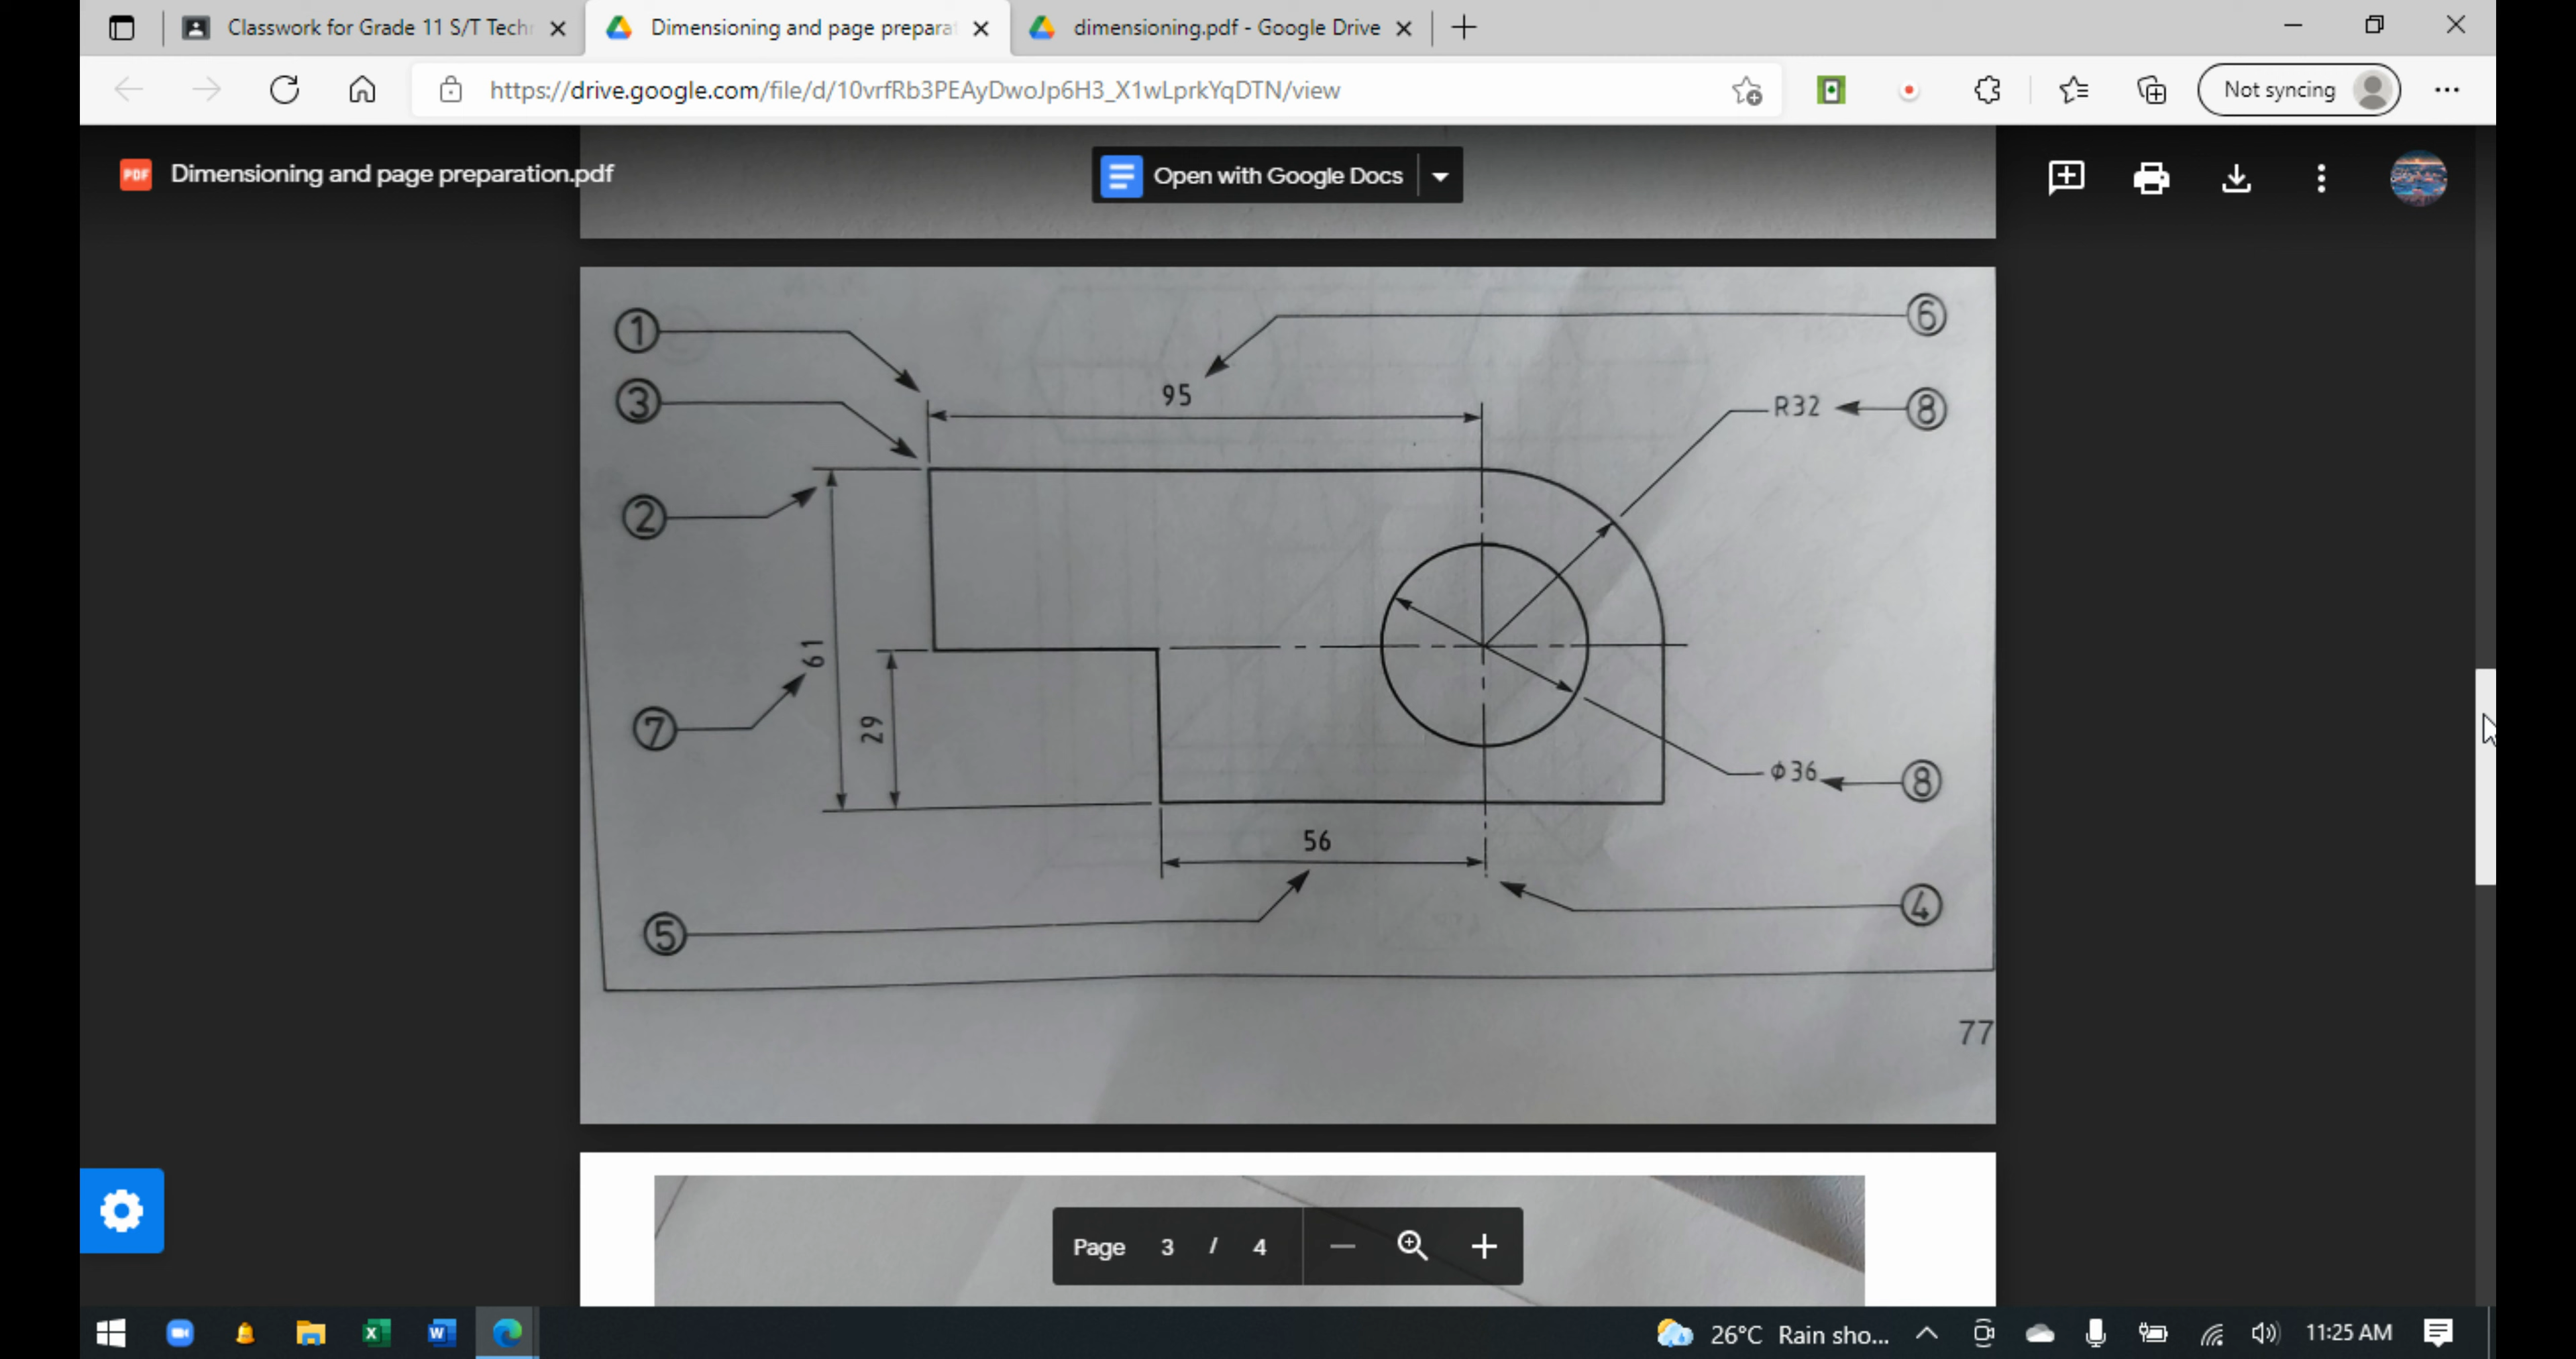 Classwork for Grade 11 S/T Tech
Dimensioning and page prepara
dimensioning.pdf - Google Drive
https://drive.google.com/file/d/10vrfRb3PEAyDwoJp6H3_X1wLprkYqDTN/view
Not syncing
PDF
Dimensioning and page preparation.pdf
Open with Google Docs
1
6
95
3
R32
8
2
61
7
29
Φ36
8
56
4
5
77
Page 3 / 4
26°C Rain sho...
11:25 AM